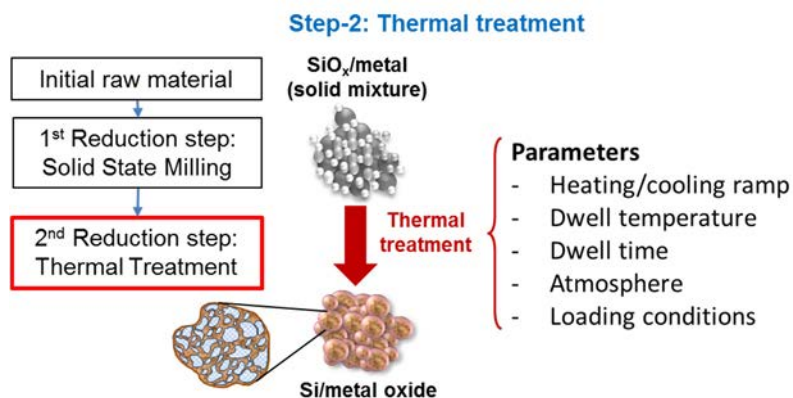 Step-2: Thermal treatment
Initial raw material
1st Reduction step:
Solid State Milling
2nd Reduction step:
Thermal Treatment
SiOx/metal
(solid mixture)
Thermal
treatment
Si/metal oxide
Parameters
- Heating/cooling ramp
- Dwell temperature
- Dwell time
- Atmosphere
- Loading conditions